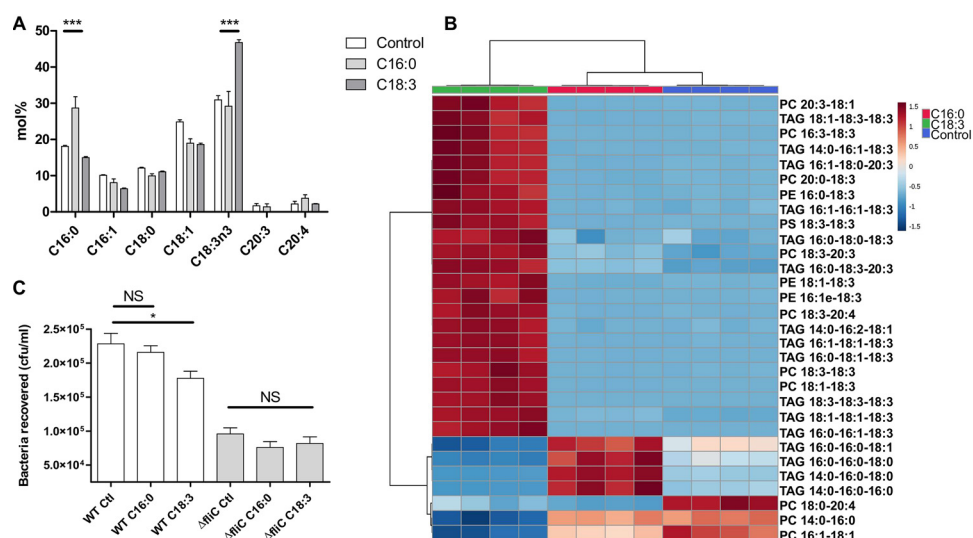 A
***
***
50
40
30
20
10
0
mol%
C16:0
C16:1
C18:0
C18:1
C18:3n3
C20:3
C20:4
Control
C16:0
C18:3
B
PC 20:3-18:1
TAG 18:1-18:3-18:3
PC 16:3-18:3
TAG 14:0-16:1-18:3
TAG 16:1-18:0-20:3
PC 20:0-18:3
PE 16:0-18:3
TAG 16:1-16:1-18:3
PS 18:3-18:3
TAG 16:0-18:0-18:3
PC 18:3-20:3
TAG 16:0-18:3-20:3
PE 18:1-18:3
PE 16:1e-18:3
PC 18:3-20:4
TAG 14:0-16:2-18:1
TAG 16:1-18:1-18:3
TAG 16:0-18:1-18:3
PC 18:3-18:3
PC 18:1-18:3
TAG 18:3-18:3-18:3
TAG 18:1-18:1-18:3
TAG 16:0-16:1-18:3
TAG 16:0-16:0-18:1
TAG 16:0-16:0-18:0
TAG 14:0-16:0-18:0
TAG 14:0-16:0-16:0
PC 18:0-20:4
PC 14:0-16:0
PC 16:1-18:1
1.5
1
0.5
0
-0.5
-1
-1.5
C16:0
C18:3
Control
C
NS
*
NS
2.5×10⁵
2.0×10⁵
1.5×10⁵
1.0×10⁵
5.0×10⁴
Bacteria recovered (cfu/ml)
WT Ctl
WT C16:0
WT C18:3
ΔfliC Ctl
ΔfliC C16:0
ΔfliC C18:3